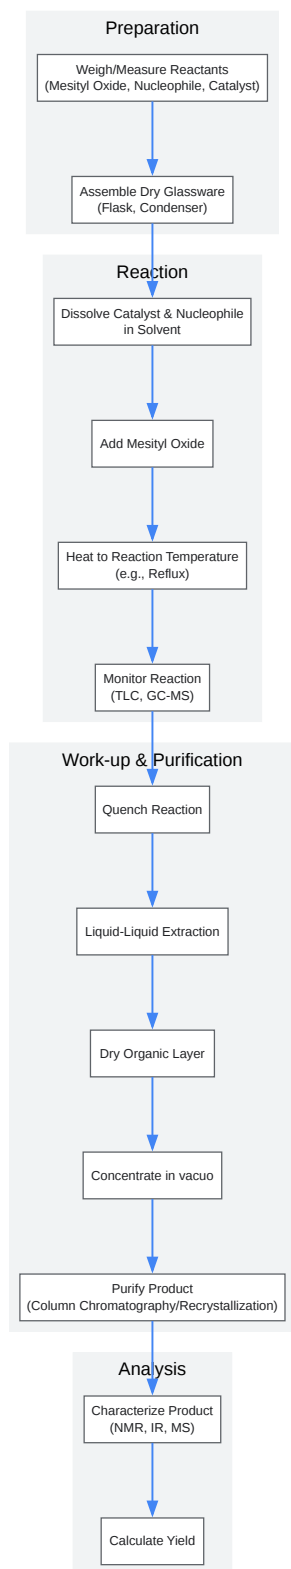 Preparation
Weigh/Measure Reactants
(Mesityl Oxide, Nucleophile, Catalyst)
Assemble Dry Glassware
(Flask, Condenser)
Reaction
Dissolve Catalyst & Nucleophile
in Solvent
Add Mesityl Oxide
Heat to Reaction Temperature
(e.g., Reflux)
Monitor Reaction
(TLC, GC-MS)
Work-up & Purification
Quench Reaction
Liquid-Liquid Extraction
Dry Organic Layer
Concentrate in vacuo
Purify Product
(Column Chromatography/Recrystallization)
Analysis
Characterize Product
(NMR, IR, MS)
Calculate Yield